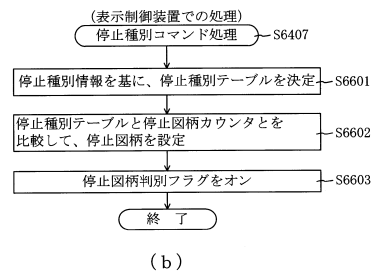 (表示制御装置での処理)
停止種別コマンド処理 S6407
停止種別情報を基に、停止種別テーブルを決定 S6601
停止種別テーブルと停止図柄カウンタとを
比較して、停止図柄を設定 S6602
停止図柄判別フラグをオン S6603
終 了
(b)